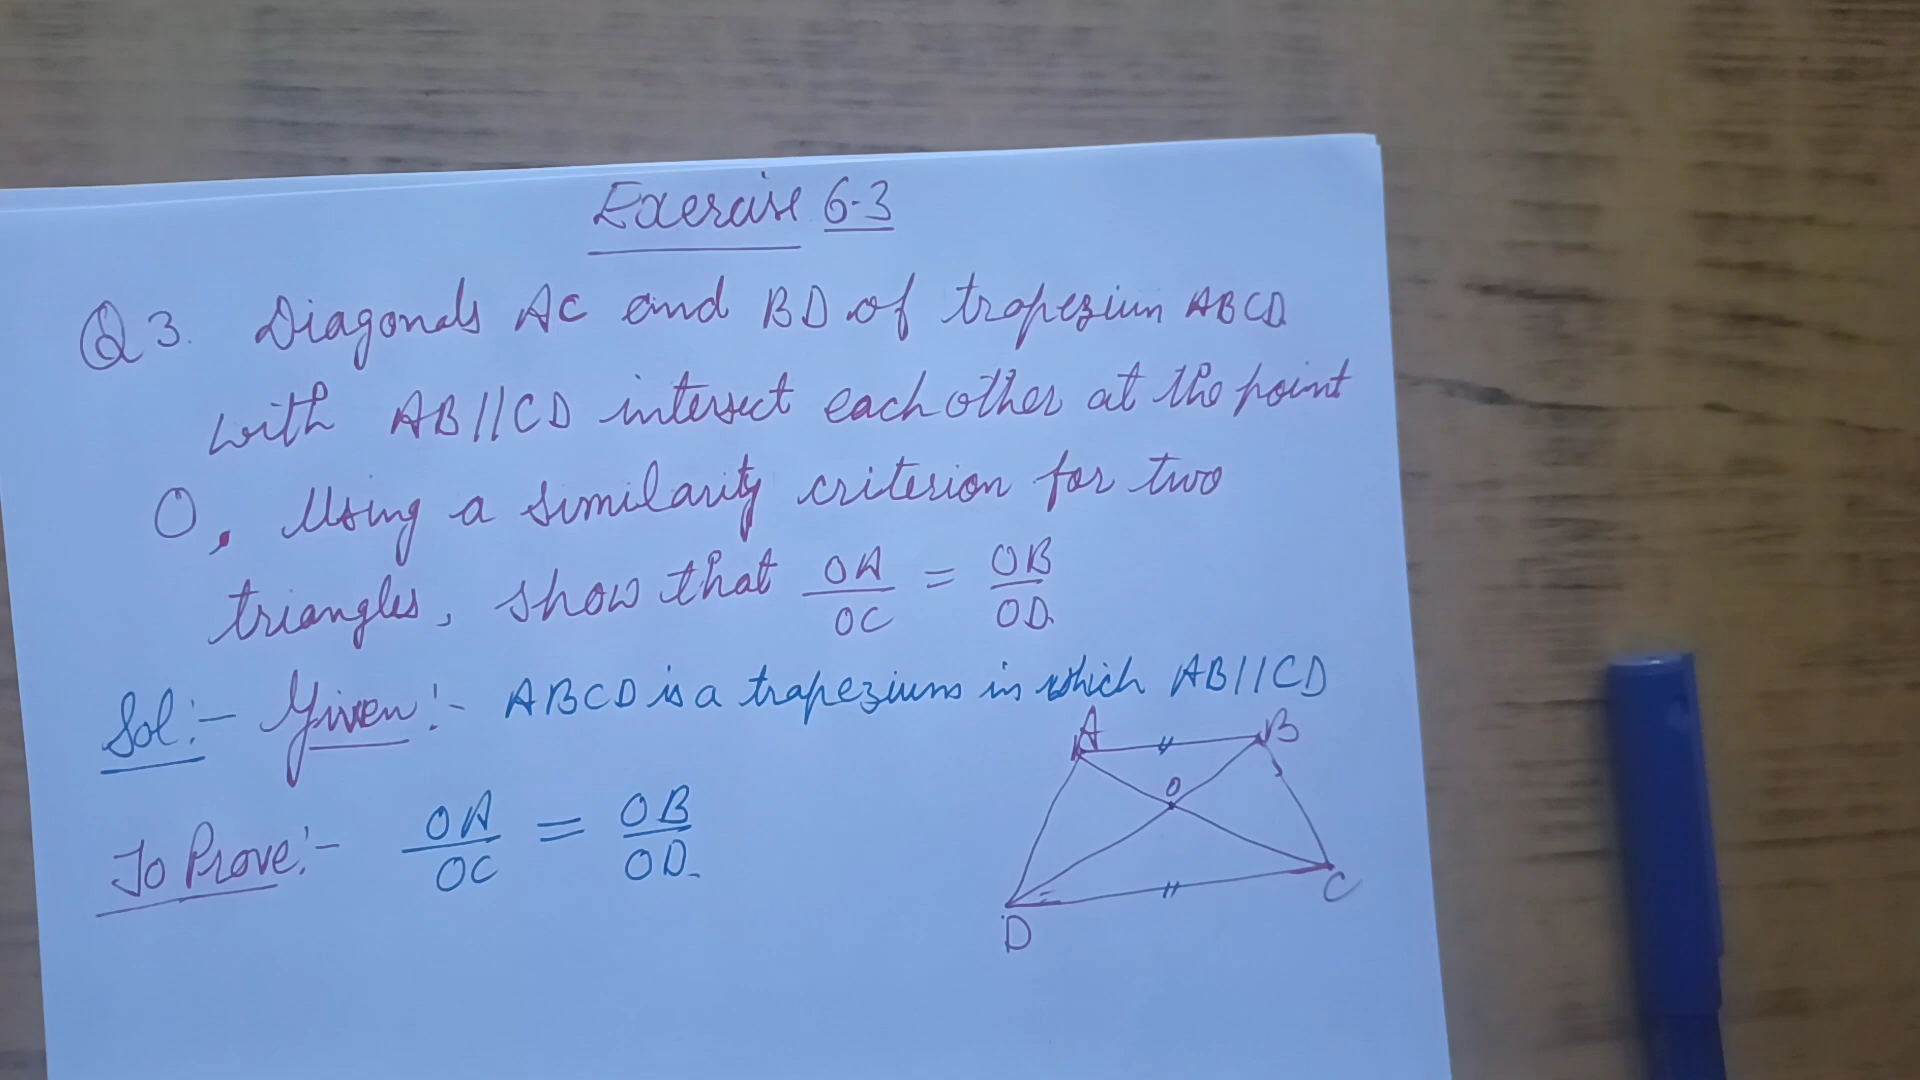 Exercise 6.3
Q3. Diagonals AC and BD of trapezium ABCD
with AB//CD intersect each other at the point
O. Using a similarity criterion for two
triangles, show that OA/OC = OB/OD.
Sol:- Given:- ABCD is a trapezium in which AB//CD
A B
O
To Prove:- OA/OC = OB/OD.
C
D